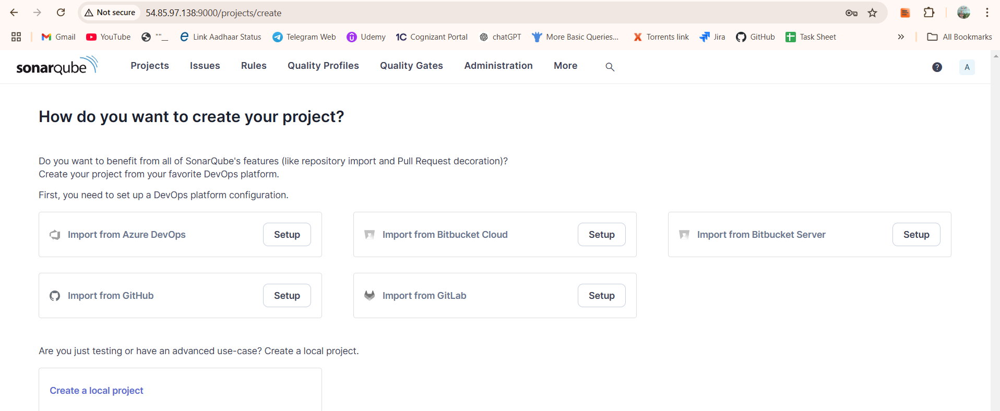 Not secure 54.85.97.138:9000/projects/create
Gmail YouTube ""__ Link Aadhaar Status Telegram Web Udemy 1C Cognizant Portal chatGPT More Basic Queries... Torrents link Jira GitHub Task Sheet » All Bookmarks
sonarqube Projects Issues Rules Quality Profiles Quality Gates Administration More ? A
How do you want to create your project?
Do you want to benefit from all of SonarQube's features (like repository import and Pull Request decoration)?
Create your project from your favorite DevOps platform.
First, you need to set up a DevOps platform configuration.
Import from Azure DevOps Setup Import from Bitbucket Cloud Setup Import from Bitbucket Server Setup
Import from GitHub Setup Import from GitLab Setup
Are you just testing or have an advanced use-case? Create a local project.
Create a local project